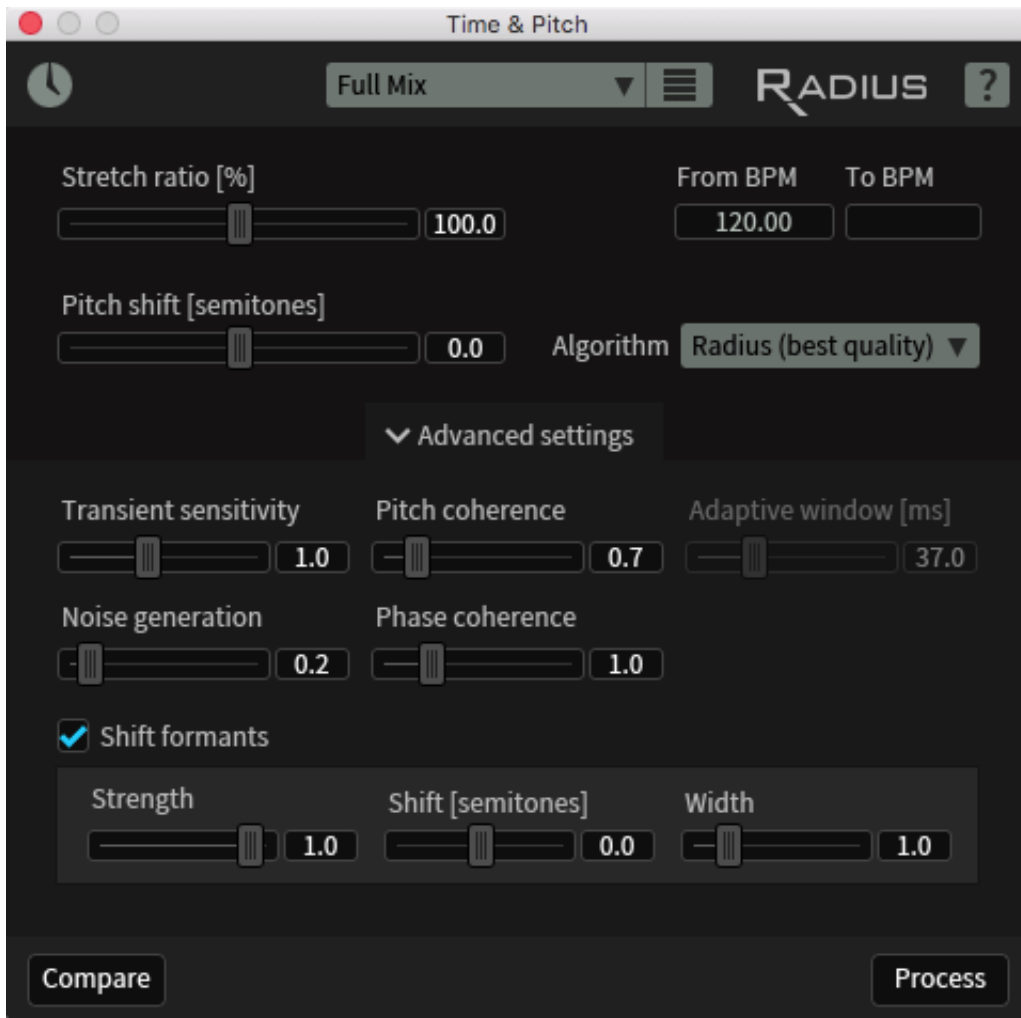 Time & Pitch
Full Mix
RADIUS
?
Stretch ratio [%]
From BPM
To BPM
100.0
120.00
Pitch shift [semitones]
0.0
Algorithm
Radius (best quality)
Advanced settings
Transient sensitivity
Pitch coherence
Adaptive window [ms]
1.0
0.7
37.0
Noise generation
Phase coherence
0.2
1.0
Shift formants
Strength
Shift [semitones]
Width
1.0
0.0
1.0
Compare
Process